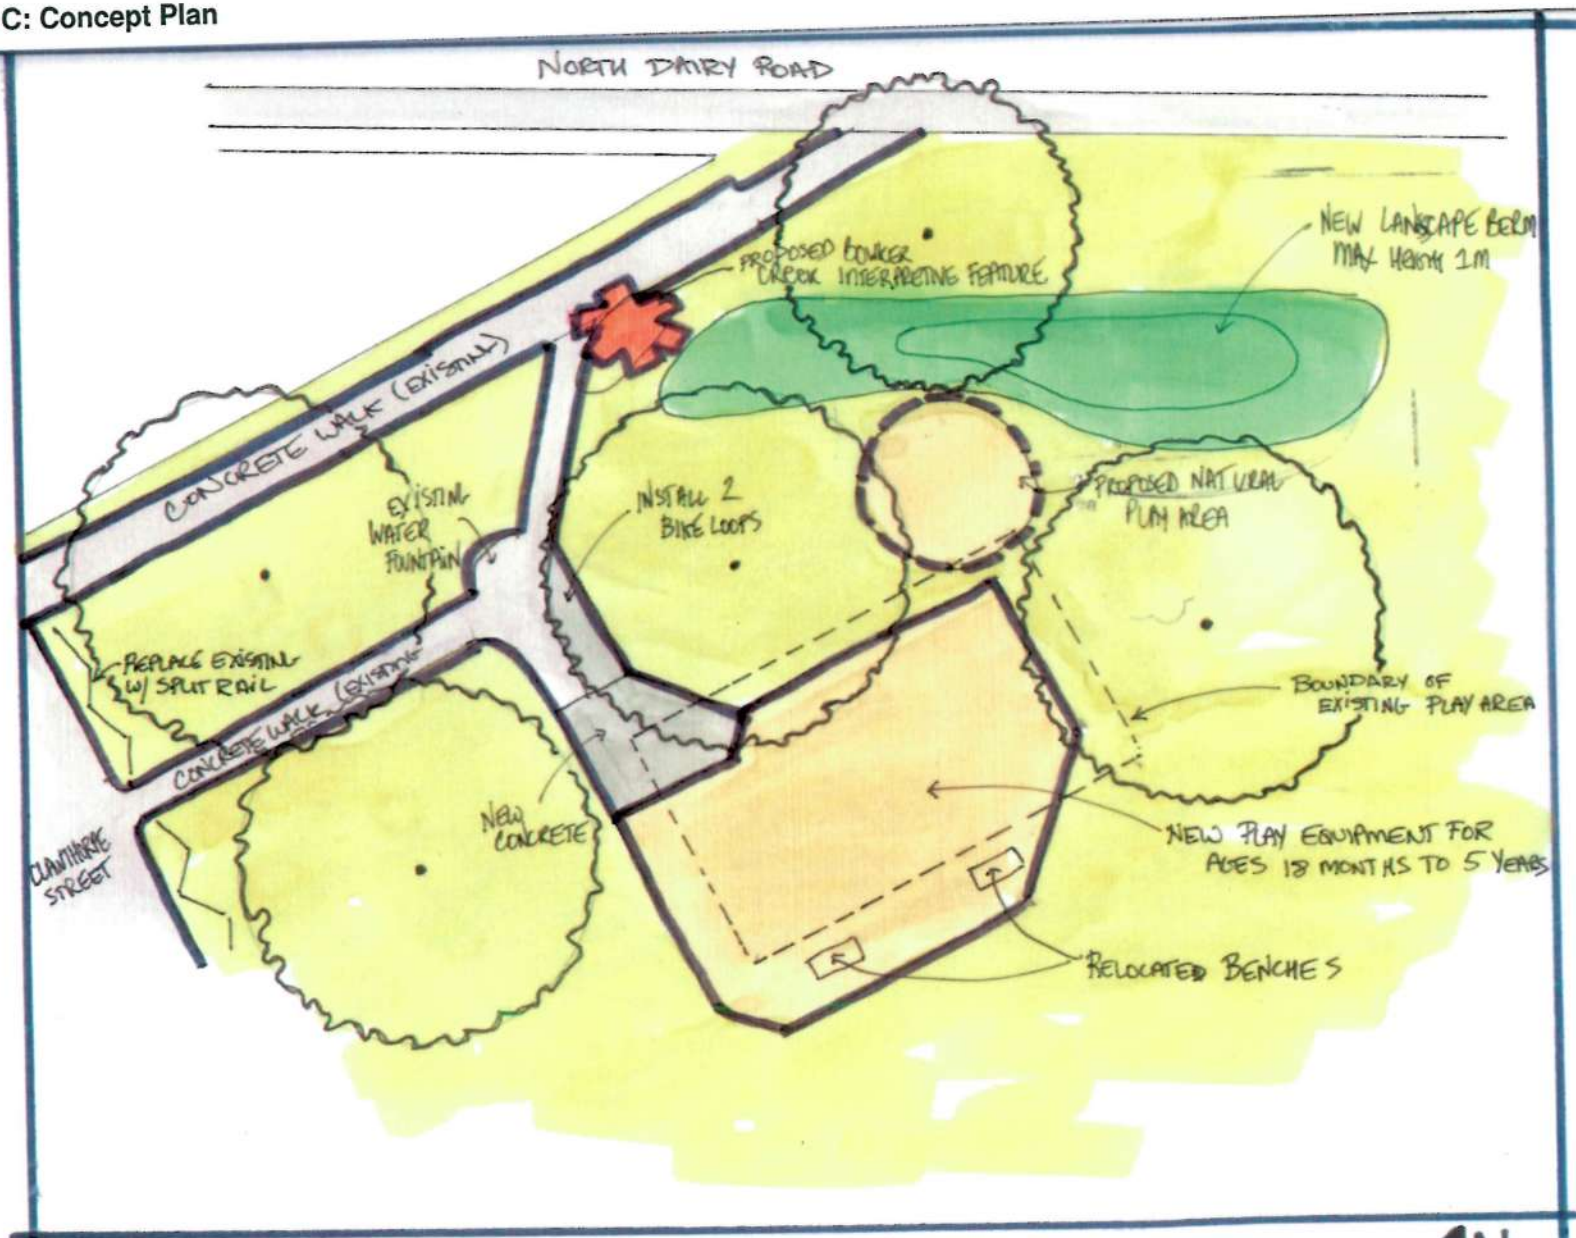 C: Concept Plan
NORTH DAIRY ROAD
NEW LANSCAPE BERM
MAX HEIGHT 1M
PROPOSED BOWKER
CREEK INTERPRETIVE FEATURE
CONCRETE WALK (EXISTING)
EXISTING
WATER
FOUNTAIN
INSTALL 2
BIKE LOOPS
PROPOSED NATURAL
PLAY AREA
REPLACE EXISTING
W/ SPLIT RAIL
CONCRETE WALK (EXISTING
BOUNDARY OF
EXISTING PLAY AREA
NEW
CONCRETE
STREET
NEW PLAY EQUIPMENT FOR
AGES 18 MONTHS TO 5 YEARS
RELOCATED BENCHES